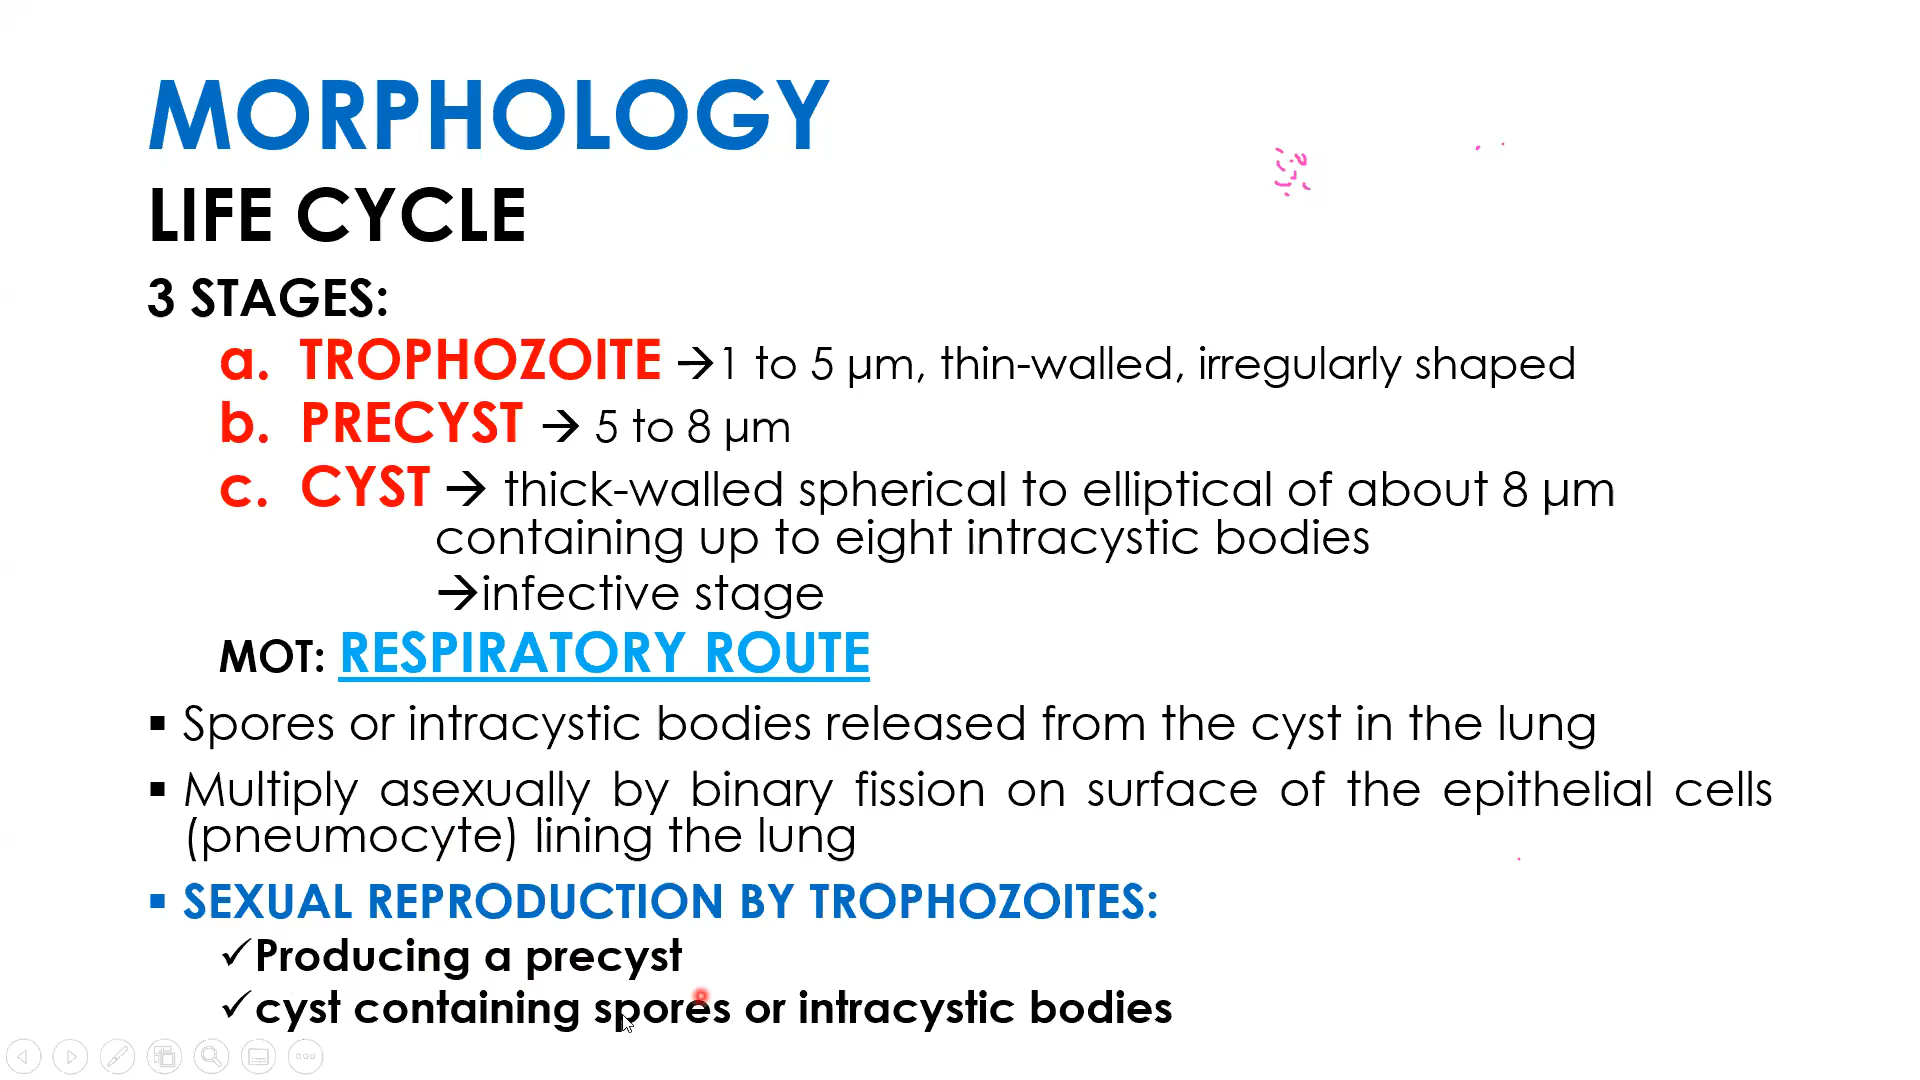 MORPHOLOGY
LIFE CYCLE
3 STAGES:
a. TROPHOZOITE →1 to 5 µm, thin-walled, irregularly shaped
b. PRECYST → 5 to 8 µm
c. CYST → thick-walled spherical to elliptical of about 8 µm
containing up to eight intracystic bodies
→infective stage
MOT: RESPIRATORY ROUTE
▪ Spores or intracystic bodies released from the cyst in the lung
▪ Multiply asexually by binary fission on surface of the epithelial cells
(pneumocyte) lining the lung
▪ SEXUAL REPRODUCTION BY TROPHOZOITES:
✓Producing a precyst
✓cyst containing spores or intracystic bodies